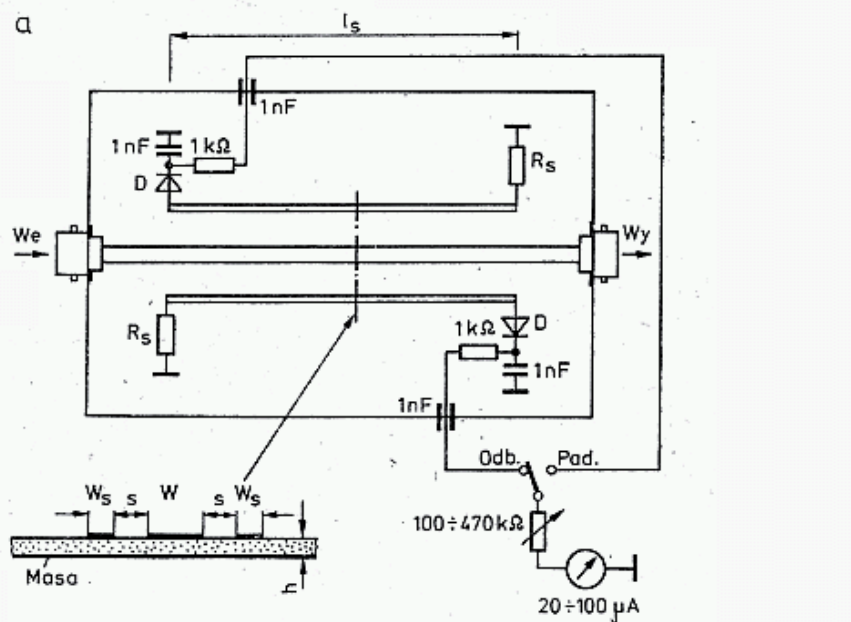 a
lₛ
1nF
1nF 1kΩ
D
Rₛ
We
Wy
Rₛ
1kΩ D
1nF
1nF
Odb. Pad.
Wₛ s W s Wₛ
100÷470kΩ
Masa
h
20÷100 µA